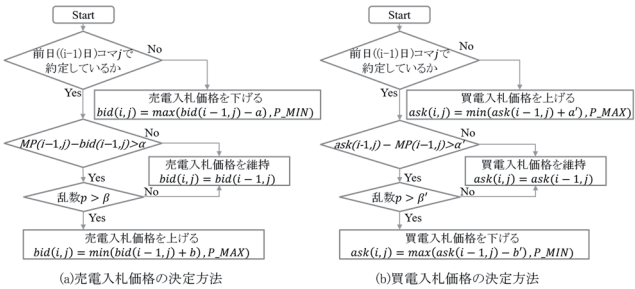 Start
前日((i-1)日)コマjで
約定しているか
No
Yes
売電入札価格を下げる
bid(i,j)=max(bid(i−1,j)−a),P_MIN)
MP(i−1,j)−bid(i−1,j)>α
No
売電入札価格を維持
bid(i,j)=bid(i−1,j)
Yes
乱数p > β
No
Yes
売電入札価格を上げる
bid(i,j)=min(bid(i−1,j)+b),P_MAX)
(a)売電入札価格の決定方法
Start
前日((i-1)日)コマjで
約定しているか
No
Yes
買電入札価格を上げる
ask(i,j)=min(ask(i−1,j)+a′),P_MAX)
ask(i-1,j)− MP(i−1,j)>α′
No
買電入札価格を維持
ask(i,j)=ask(i−1,j)
Yes
乱数p > β′
No
Yes
買電入札価格を下げる
ask(i,j)=max(ask(i−1,j)−b′),P_MIN)
(b)買電入札価格の決定方法